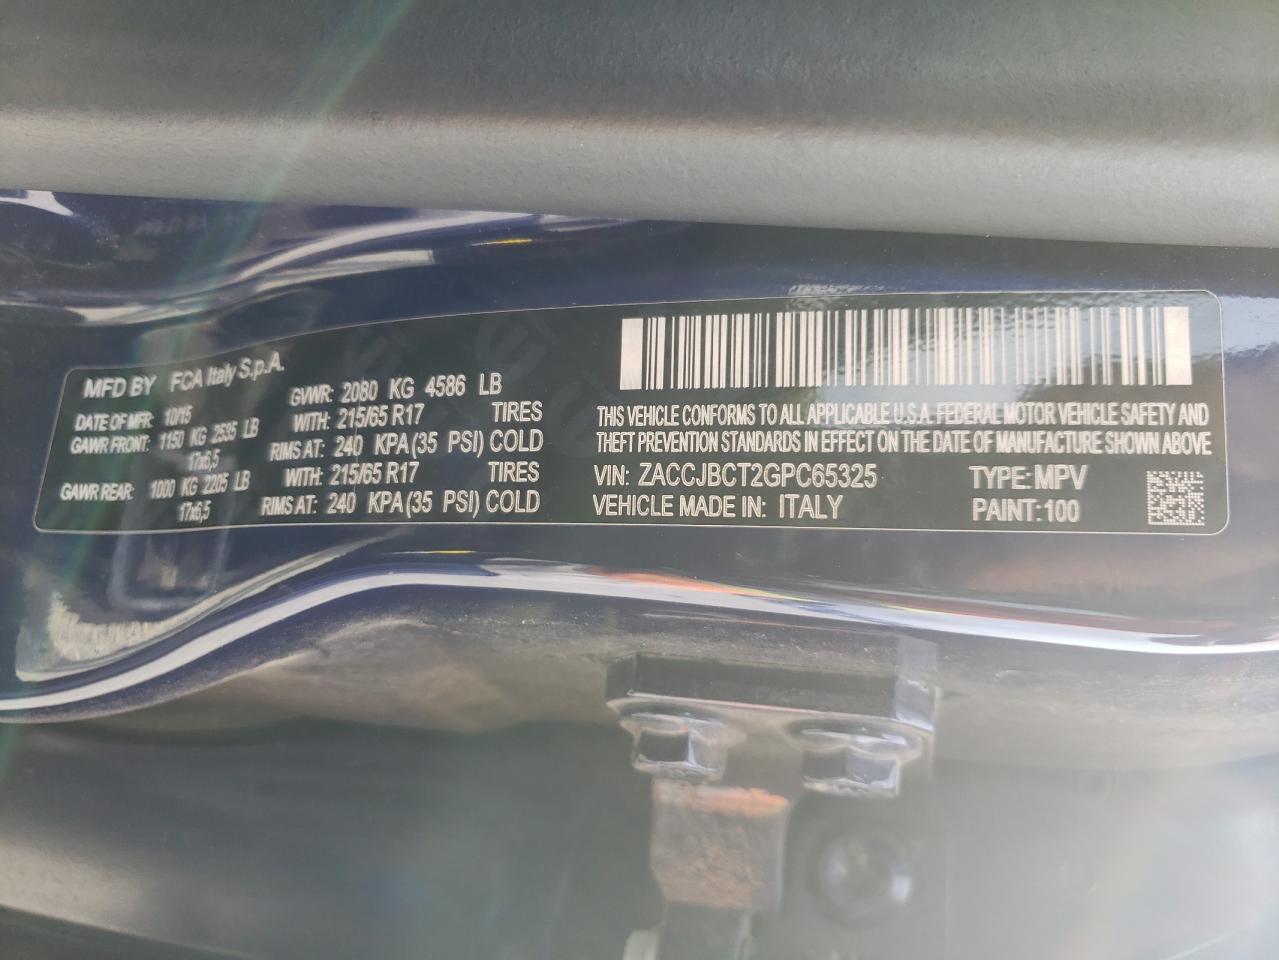 MFD BY FCA Italy S.p.A.
DATE OF MFR: 10/15 GVWR: 2080 KG 4586 LB
GAWR FRONT: 1150 KG 2535 LB WITH: 215/65 R17 TIRES
17x6,5 RIMS AT: 240 KPA (35 PSI) COLD
GAWR REAR: 1000 KG 2205 LB WITH: 215/65 R17 TIRES
17x6,5 RIMS AT: 240 KPA (35 PSI) COLD
THIS VEHICLE CONFORMS TO ALL APPLICABLE U.S.A. FEDERAL MOTOR VEHICLE SAFETY AND
THEFT PREVENTION STANDARDS IN EFFECT ON THE DATE OF MANUFACTURE SHOWN ABOVE
VIN: ZACCJBCT2GPC65325 TYPE: MPV
VEHICLE MADE IN: ITALY PAINT: 100